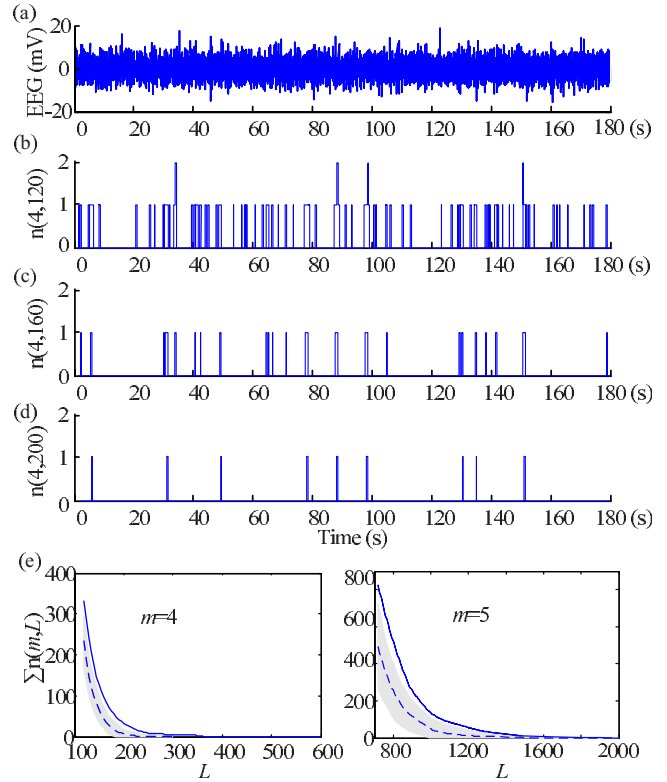 (a)
EEG (mV)
20
0
-20
0 20 40 60 80 100 120 140 160 180 (s)
(b)
n(4,120)
2
1
0
0 20 40 60 80 100 120 140 160 180 (s)
(c)
n(4,160)
2
1
0
0 20 40 60 80 100 120 140 160 180 (s)
(d)
n(4,200)
2
1
0
0 20 40 60 80 100 120 140 160 180
Time (s)
(e)
∑n(m,L)
400
300
200
100
0
m=4
100 200 300 400 500 600
L
800
600
400
200
0
m=5
800 1200 1600 2000
L